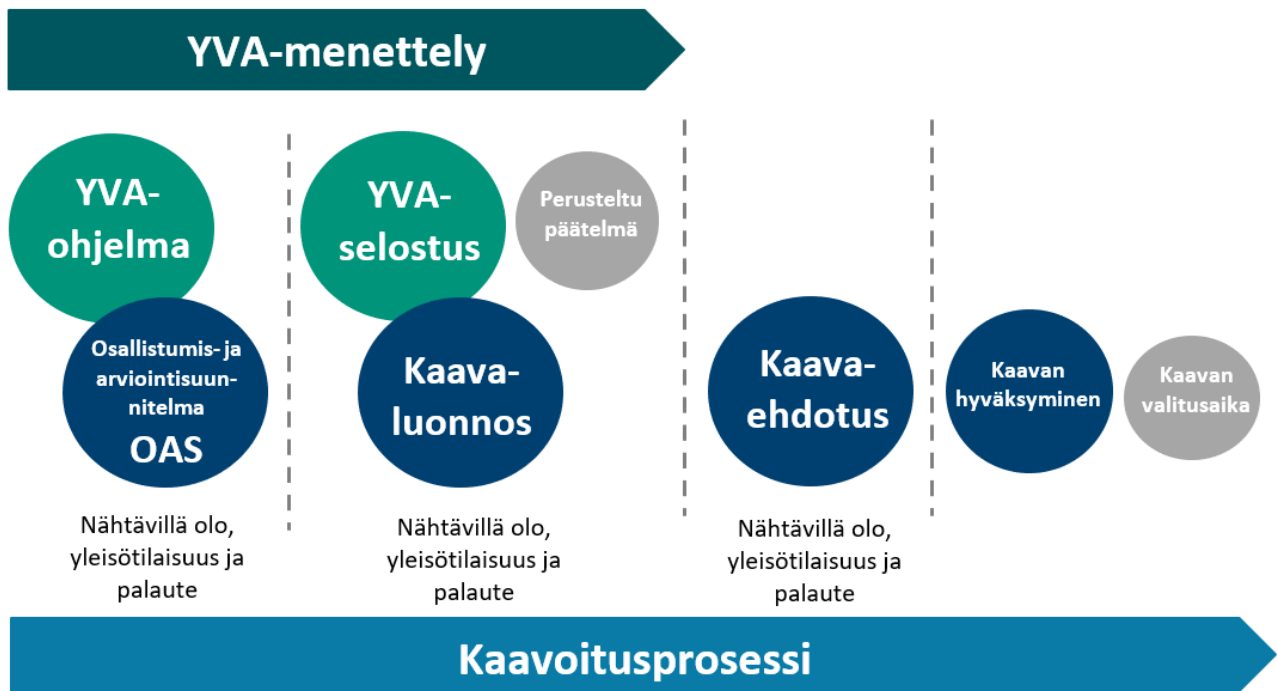 YVA-menettely
YVA-
ohjelma
Osallistumis- ja
arviointisuun-
nitelma
OAS
Nähtävillä olo,
yleisötilaisuus ja
palaute
YVA-
selostus
Perusteltu
päätelmä
Kaava-
luonnos
Nähtävillä olo,
yleisötilaisuus ja
palaute
Kaava-
ehdotus
Nähtävillä olo,
yleisötilaisuus ja
palaute
Kaavan
hyväksyminen
Kaavan
valitusaika
Kaavoitusprosessi